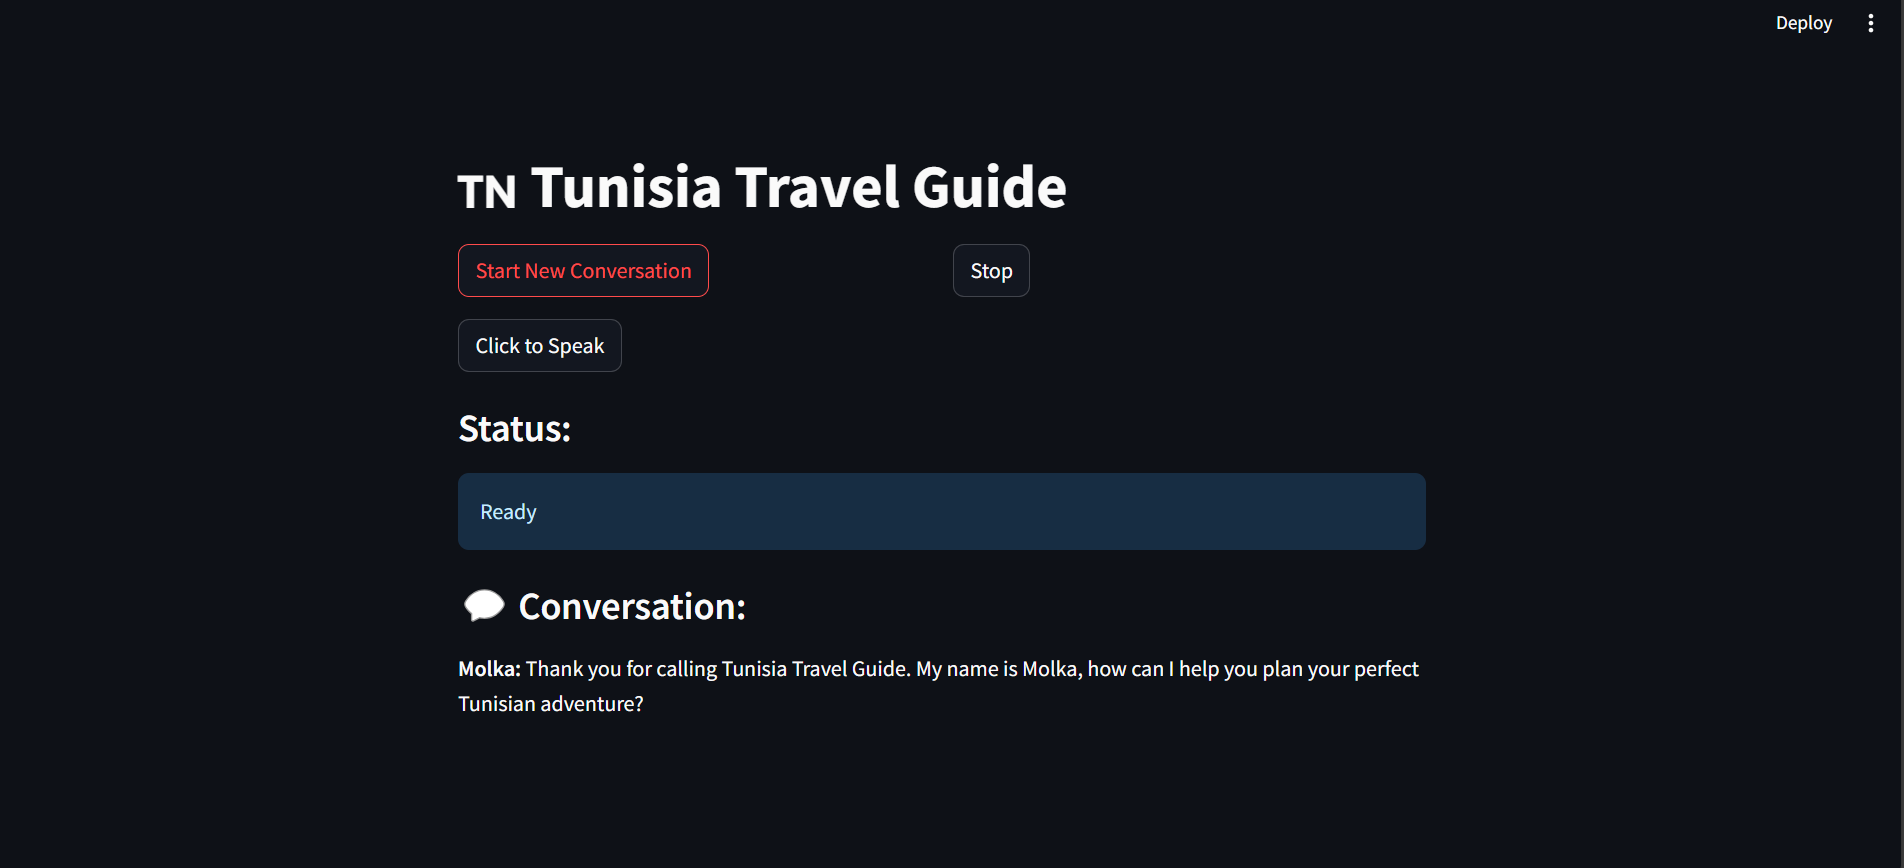 Deploy
TN Tunisia Travel Guide
Start New Conversation
Stop
Click to Speak
Status:
Ready
💬 Conversation:
Molka: Thank you for calling Tunisia Travel Guide. My name is Molka, how can I help you plan your perfect
Tunisian adventure?